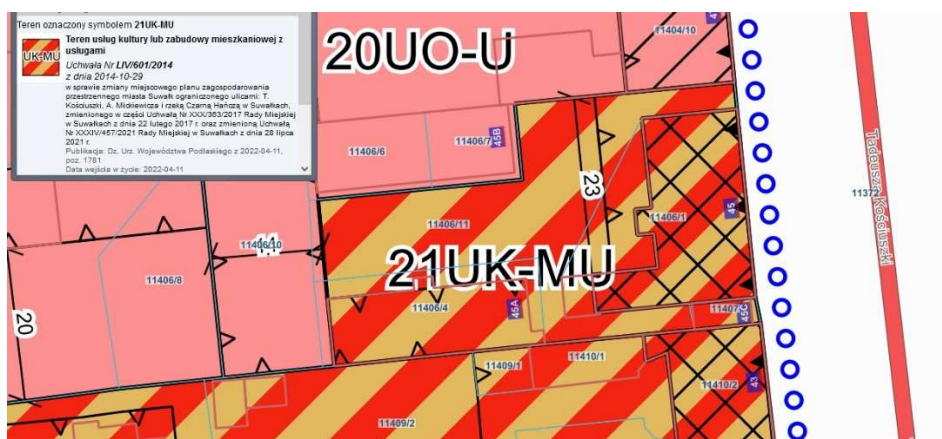 Teren oznaczony symbolem 21UK-MU
UK-MU
Teren usług kultury lub zabudowy mieszkaniowej z
usługami
Uchwała Nr LIV/601/2014
z dnia 2014-10-29
w sprawie zmiany miejscowego planu zagospodarowania
przestrzennego miasta Suwałk ograniczonego ulicami: T.
Kościuszki, A. Mickiewicza i rzeką Czarną Hańczą w Suwałkach,
zmienionego w części Uchwałą Nr XXX/363/2017 Rady Miejskiej
w Suwałkach z dnia 22 lutego 2017 r. oraz zmienioną Uchwałą
Nr XXXIV/457/2021 Rady Miejskiej w Suwałkach z dnia 28 lipca
2021 r.
Publikacja: Dz. Urz. Województwa Podlaskiego z 2022-04-11,
poz. 1781
Data wejścia w życie: 2022-04-11
20UO-U
11404/10
11406/6
11406/7
45B
23
11406/11
11406/1
45
11372
Tadeusza Kościuszki
11406/10
11406/8
21UK-MU
11406/4
45A
11407
45C
20
11409/1
11410/1
11410/2
43
11409/2